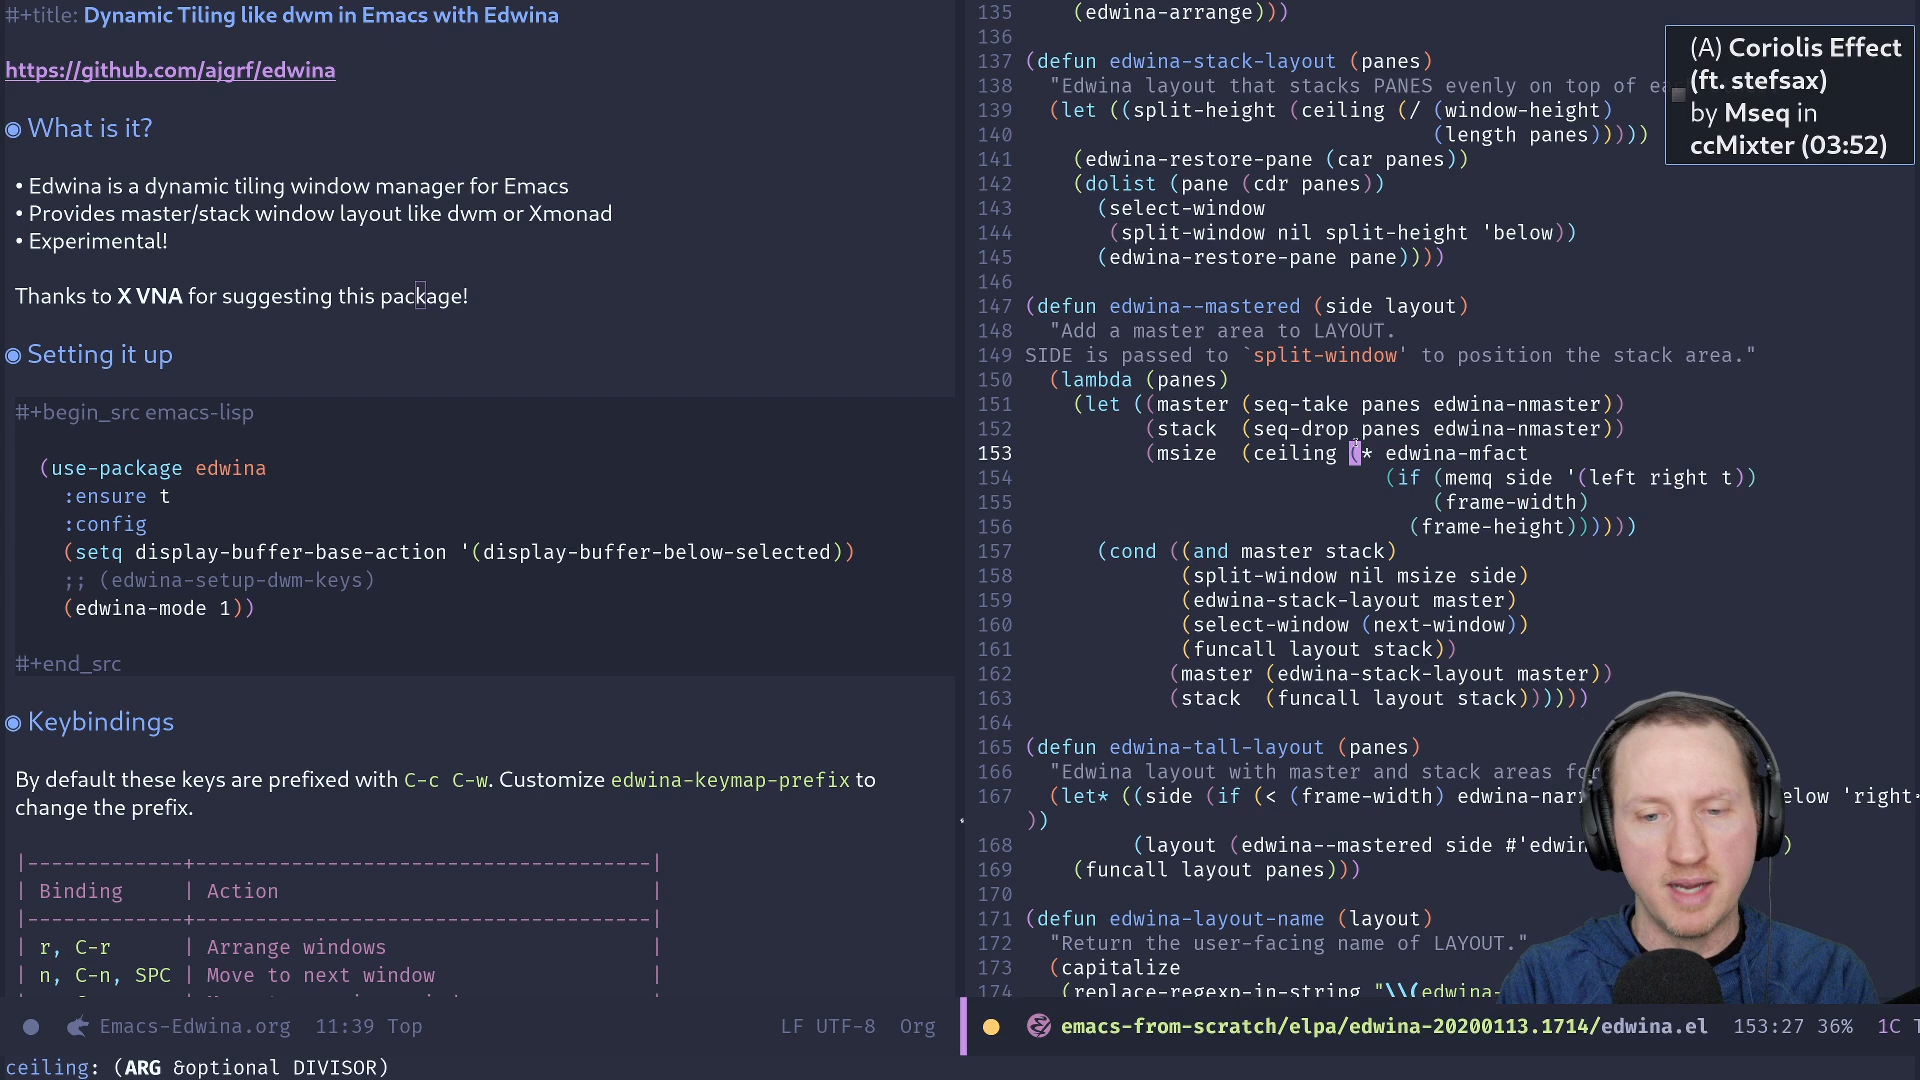 #+title: Dynamic Tiling like dwm in Emacs with Edwina
https://github.com/ajgrf/edwina
◉ What is it?
• Edwina is a dynamic tiling window manager for Emacs
• Provides master/stack window layout like dwm or Xmonad
• Experimental!
Thanks to X VNA for suggesting this package!
◉ Setting it up
#+begin_src emacs-lisp
(use-package edwina
:ensure t
:config
(setq display-buffer-base-action '(display-buffer-below-selected))
;; (edwina-setup-dwm-keys)
(edwina-mode 1))
#+end_src
◉ Keybindings
By default these keys are prefixed with C-c C-w. Customize edwina-keymap-prefix to
change the prefix.
|-------------+--------------------------------------|
| Binding | Action |
|-------------+--------------------------------------|
| r, C-r | Arrange windows |
| n, C-n, SPC | Move to next window |
Emacs-Edwina.org 11:39 Top LF UTF-8 Org
135 (edwina-arrange)))
136
137 (defun edwina-stack-layout (panes)
138 "Edwina layout that stacks PANES evenly on top of
139 (let ((split-height (ceiling (/ (window-height)
140 (length panes)))))
141 (edwina-restore-pane (car panes))
142 (dolist (pane (cdr panes))
143 (select-window
144 (split-window nil split-height 'below))
145 (edwina-restore-pane pane))))
146
147 (defun edwina--mastered (side layout)
148 "Add a master area to LAYOUT.
149 SIDE is passed to `split-window' to position the stack area."
150 (lambda (panes)
151 (let ((master (seq-take panes edwina-nmaster))
152 (stack (seq-drop panes edwina-nmaster))
153 (msize (ceiling (* edwina-mfact
154 (if (memq side '(left right t))
155 (frame-width)
156 (frame-height))))))
157 (cond ((and master stack)
158 (split-window nil msize side)
159 (edwina-stack-layout master)
160 (select-window (next-window))
161 (funcall layout stack))
162 (master (edwina-stack-layout master))
163 (stack (funcall layout stack))))))
164
165 (defun edwina-tall-layout (panes)
166 "Edwina layout with master and stack areas
167 (let* ((side (if (< (frame-width) 'right
))
168 (layout (edwina--mastered side )
169 (funcall layout panes)))
170
171 (defun edwina-layout-name (layout)
172 "Return the user-facing name of LAYOUT."
173 (capitalize
174 (replace-regexp-in-string "\\(edwina-
emacs-from-scratch/elpa/edwina-20200113.1714/edwina.el 153:27 36% 1C
(A) Coriolis Effect
(ft. stefsax)
by Mseq in
ccMixter (03:52)
ceiling: (ARG &optional DIVISOR)